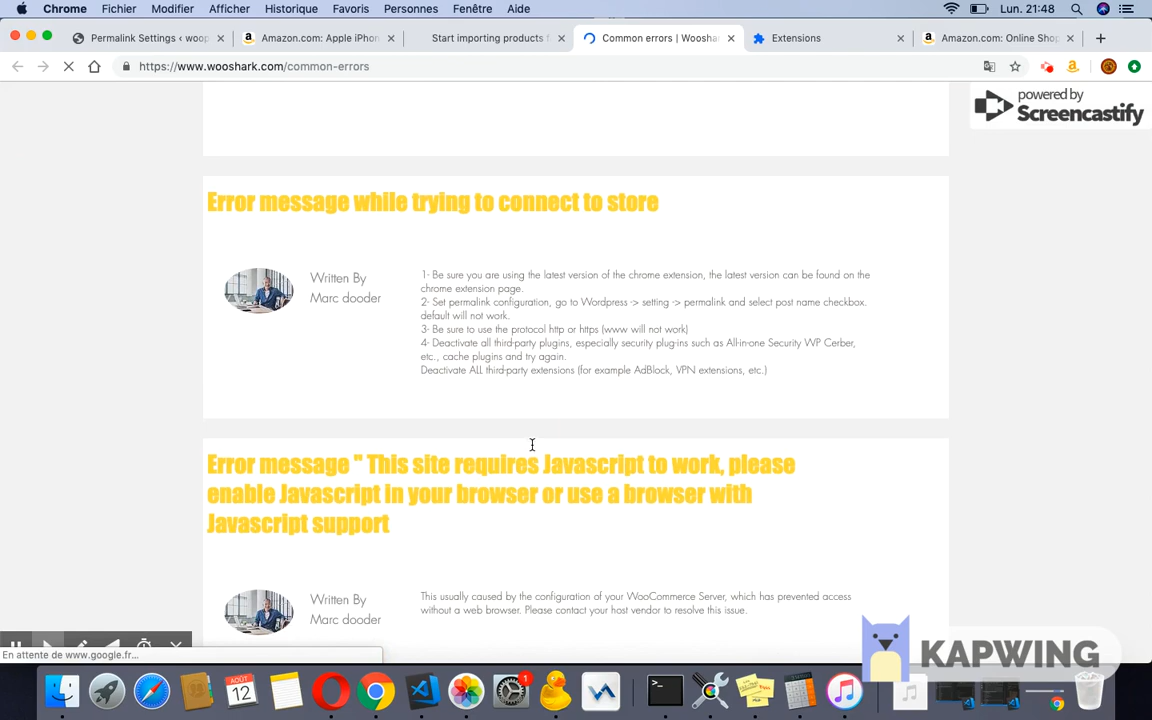 Chrome Fichier Modifier Afficher Historique Favoris Personnes Fenêtre Aide Lun. 21:48
Permalink Settings ‹ woop
Amazon.com: Apple iPhon
Start importing products f
Common errors | Woosha
Extensions
Amazon.com: Online Shop
https://www.wooshark.com/common-errors
powered by
Screencastify
Error message while trying to connect to store
Written By
Marc dooder
1- Be sure you are using the latest version of the chrome extension, the latest version can be found on the
chrome extension page.
2- Set permalink configuration, go to Wordpress -> setting -> permalink and select post name checkbox.
default will not work.
3- Be sure to use the protocol http or https (www will not work)
4- Deactivate all third-party plugins, especially security plug-ins such as All-in-one Security WP Cerber,
etc., cache plugins and try again.
Deactivate ALL third-party extensions (for example AdBlock, VPN extensions, etc.)
Error message " This site requires Javascript to work, please
enable Javascript in your browser or use a browser with
Javascript support
Written By
Marc dooder
This usually caused by the configuration of your WooCommerce Server, which has prevented access
without a web browser. Please contact your host vendor to resolve this issue.
En attente de www.google.fr...
KAPWING
AOÛT
12
1